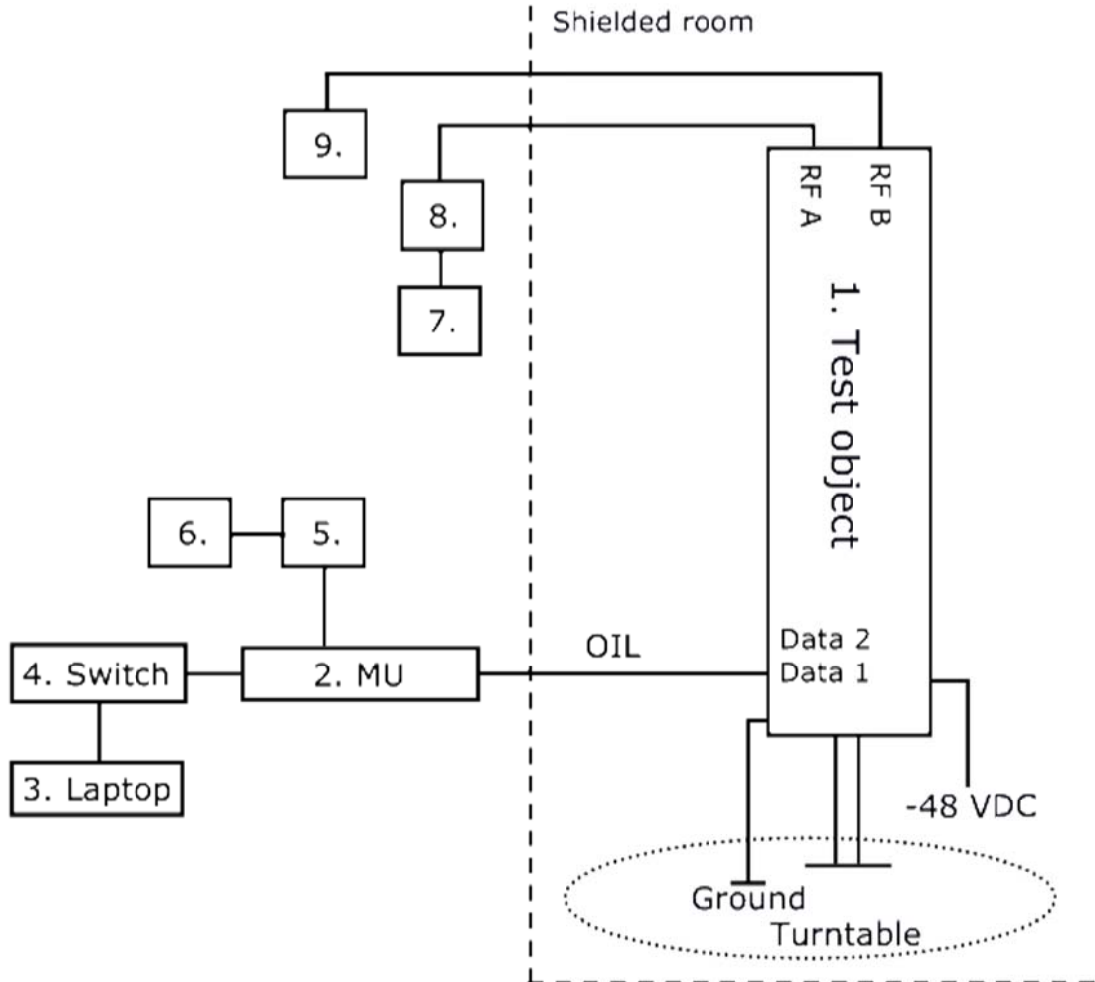 Shielded room
9.
8.
7.
RF A
RF B
1. Test object
6.
5.
4. Switch
2. MU
OIL
Data 2
Data 1
3. Laptop
-48 VDC
Ground
Turntable